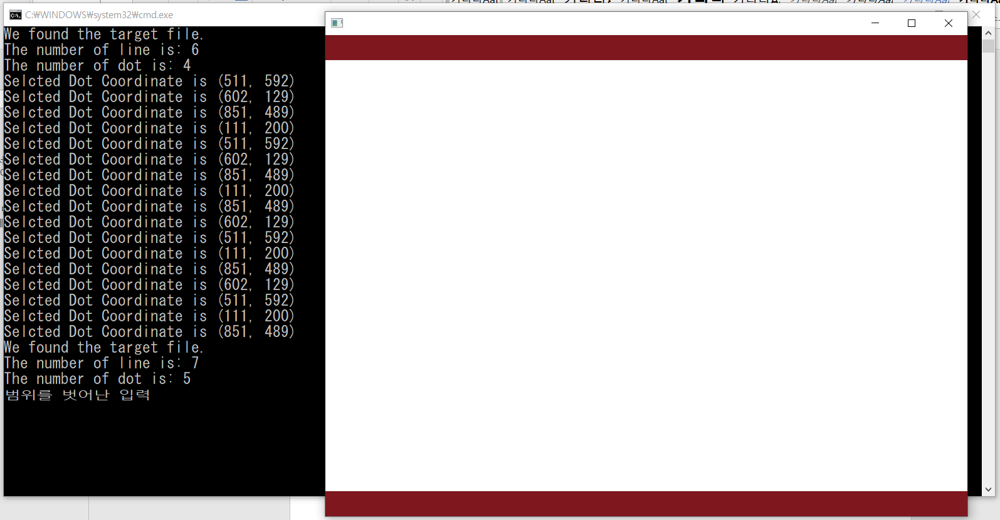 C:₩WINDOWS₩system32₩cmd.exe
We found the target file.
The number of line is: 6
The number of dot is: 4
Selcted Dot Coordinate is (511, 592)
Selcted Dot Coordinate is (602, 129)
Selcted Dot Coordinate is (851, 489)
Selcted Dot Coordinate is (111, 200)
Selcted Dot Coordinate is (511, 592)
Selcted Dot Coordinate is (602, 129)
Selcted Dot Coordinate is (851, 489)
Selcted Dot Coordinate is (111, 200)
Selcted Dot Coordinate is (851, 489)
Selcted Dot Coordinate is (602, 129)
Selcted Dot Coordinate is (511, 592)
Selcted Dot Coordinate is (111, 200)
Selcted Dot Coordinate is (851, 489)
Selcted Dot Coordinate is (602, 129)
Selcted Dot Coordinate is (511, 592)
Selcted Dot Coordinate is (111, 200)
Selcted Dot Coordinate is (851, 489)
We found the target file.
The number of line is: 7
The number of dot is: 5
범위를 벗어난 입력